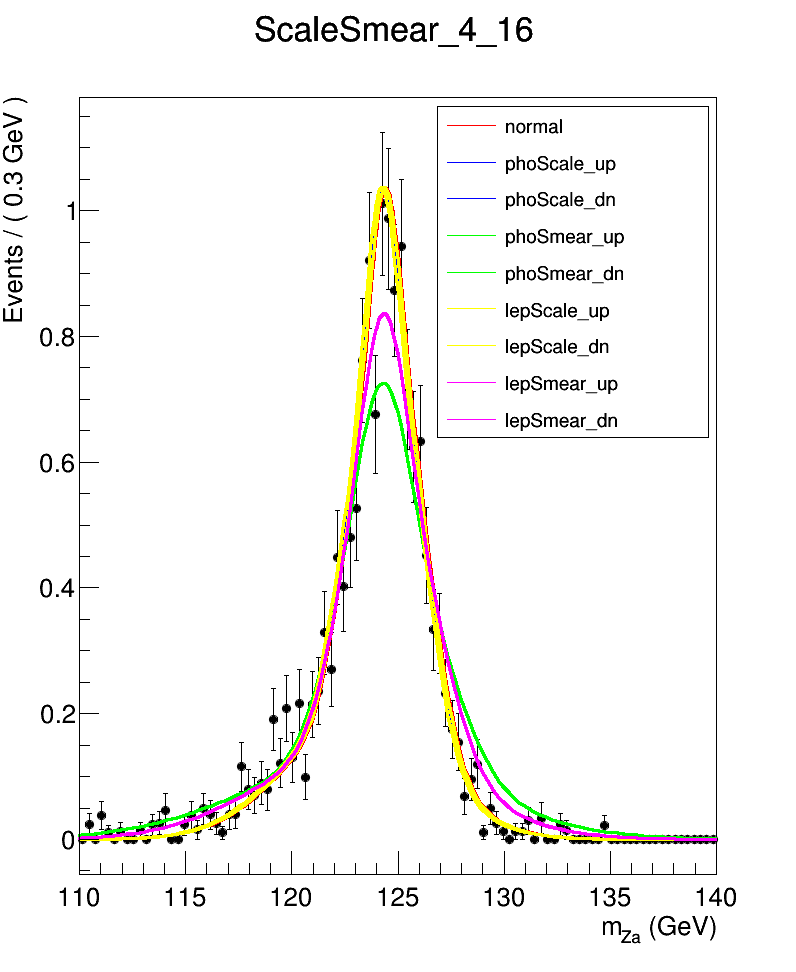 ScaleSmear_4_16
Events / ( 0.3 GeV )
normal
phoScale_up
phoScale_dn
phoSmear_up
phoSmear_dn
lepScale_up
lepScale_dn
lepSmear_up
lepSmear_dn
1
0.8
0.6
0.4
0.2
0
110 115 120 125 130 135 140
mZa (GeV)